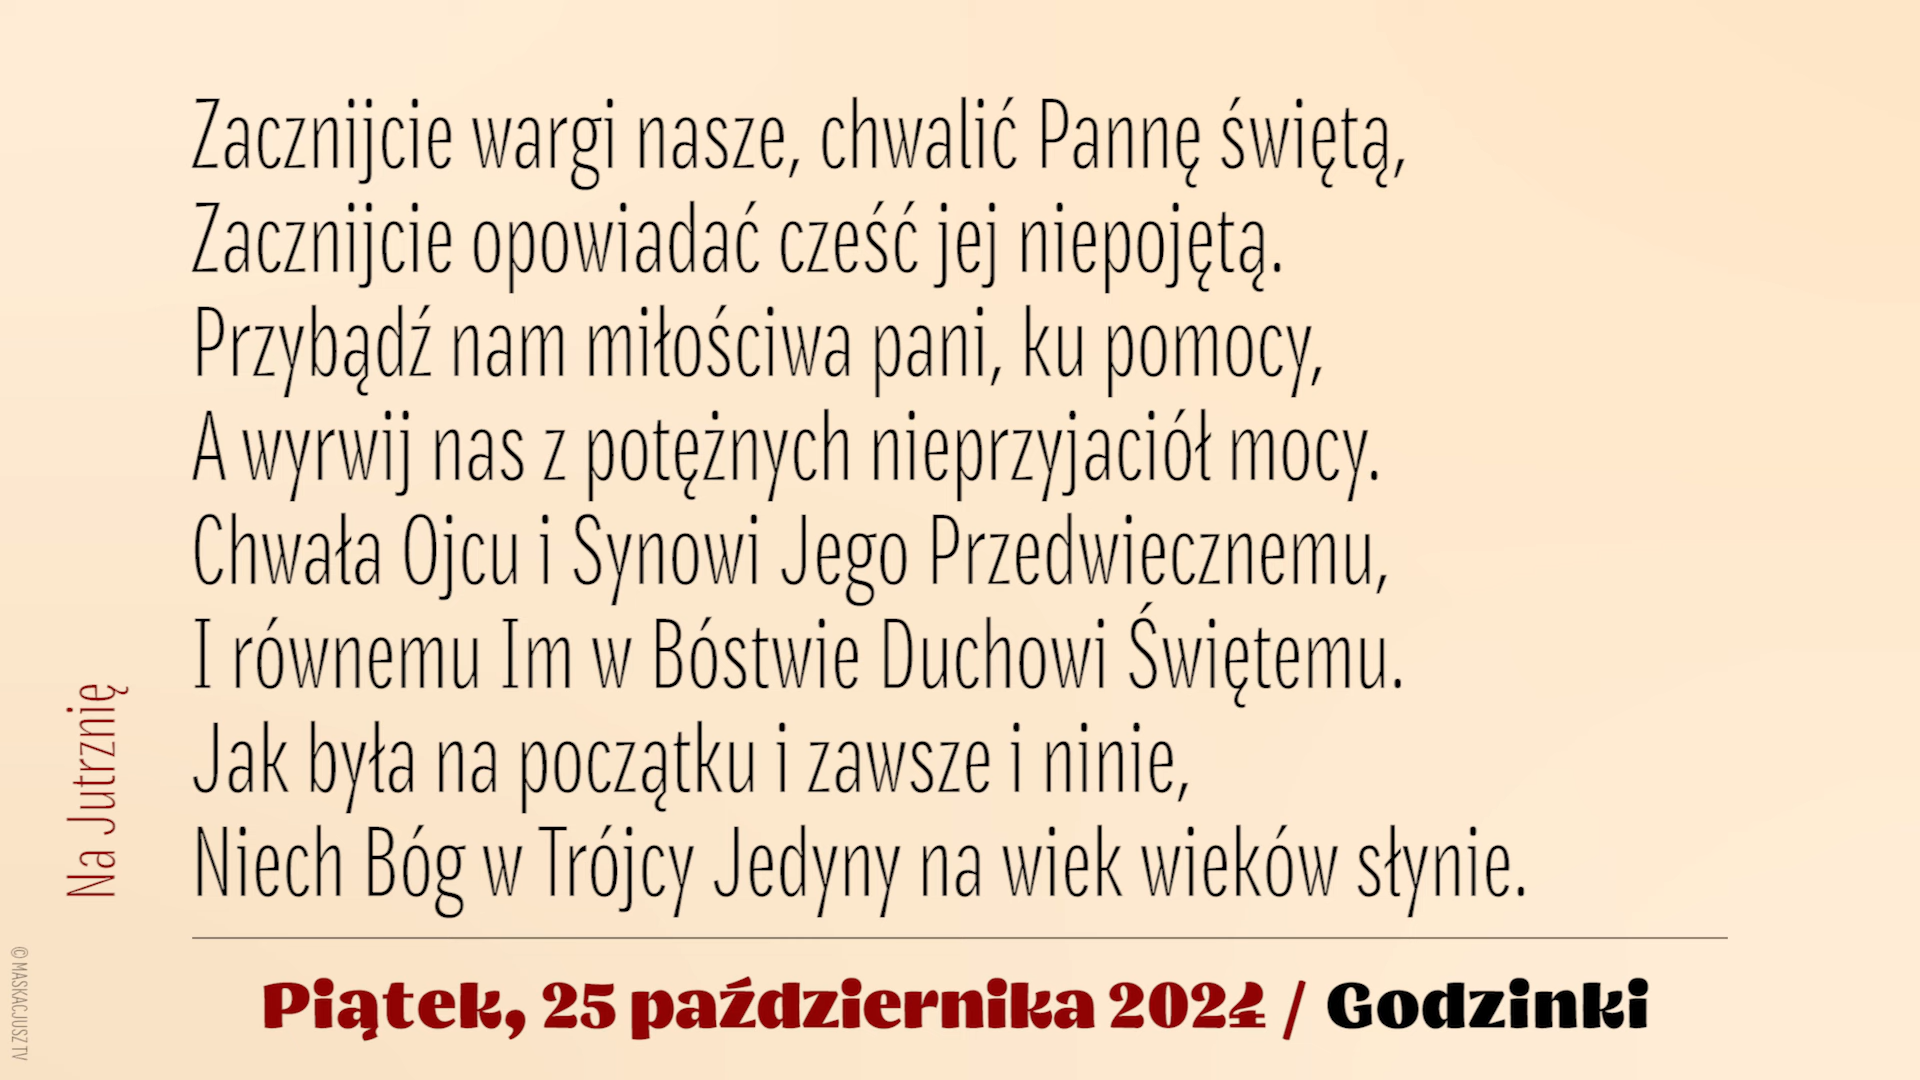 Zacznijcie wargi nasze, chwalić Pannę świętą,
Zacznijcie opowiadać cześć jej niepojętą.
Przybądź nam miłościwa pani, ku pomocy,
A wyrwij nas z potężnych nieprzyjaciół mocy.
Chwała Ojcu i Synowi Jego Przedwiecznemu,
I równemu Im w Bóstwie Duchowi Świętemu.
Jak była na początku i zawsze i ninie,
Niech Bóg w Trójcy Jedyny na wiek wieków słynie.
Na Jutrznię
Piątek, 25 października 2024 / Godzinki
© MASKACJUSZ TV